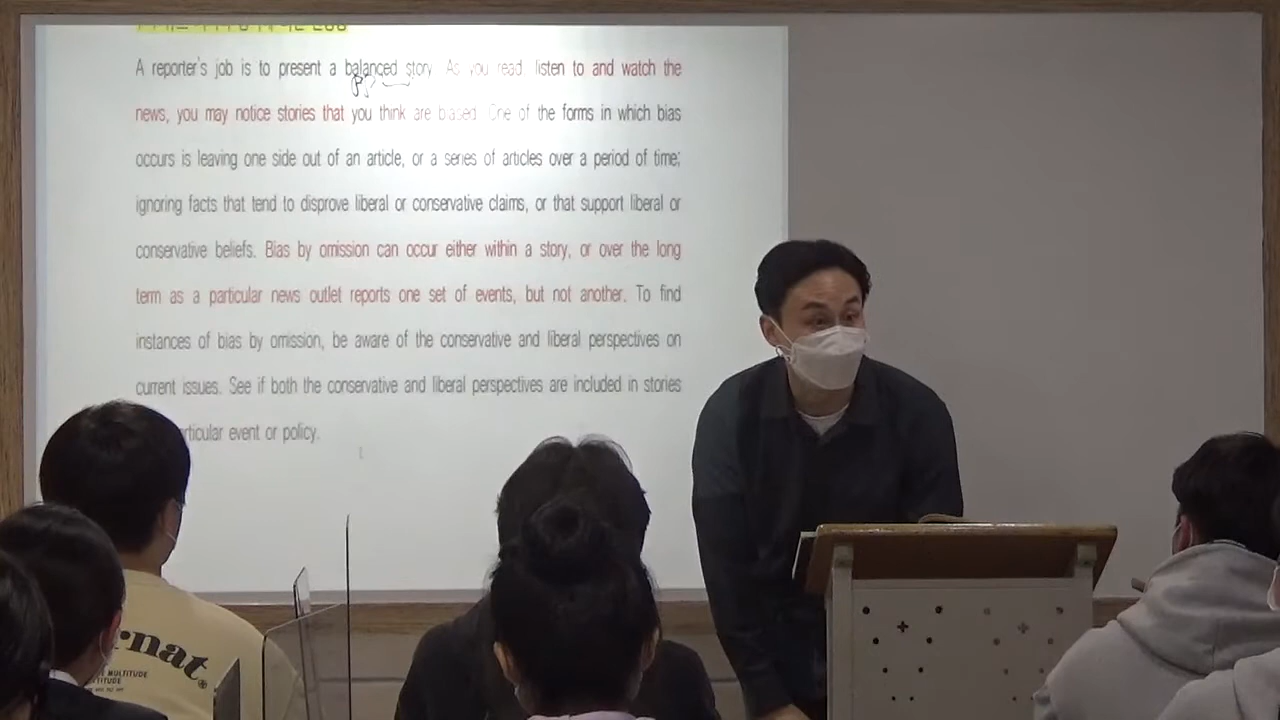 A reporter's job is to present a balanced story. As you read, listen to and watch the
news, you may notice stories that you think are biased. One of the forms in which bias
occurs is leaving one side out of an article, or a series of articles over a period of time;
ignoring facts that tend to disprove liberal or conservative claims, or that support liberal or
conservative beliefs. Bias by omission can occur either within a story, or over the long
term as a particular news outlet reports one set of events, but not another. To find
instances of bias by omission, be aware of the conservative and liberal perspectives on
current issues. See if both the conservative and liberal perspectives are included in stories
rticular event or policy.
rnat
MULTITUDE